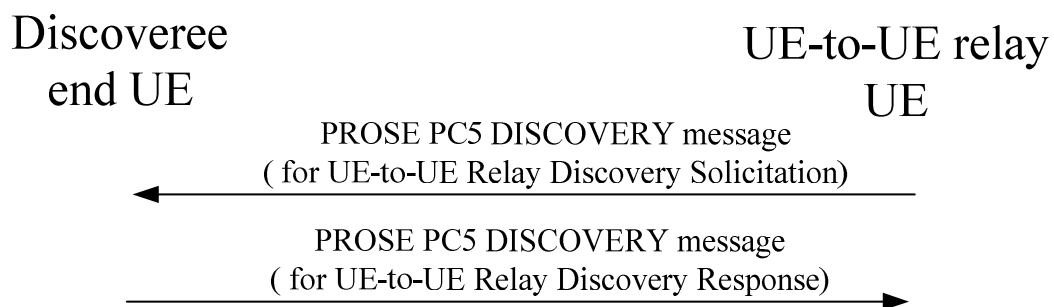 Discoveree
end UE
UE-to-UE relay
UE
PROSE PC5 DISCOVERY message
( for UE-to-UE Relay Discovery Solicitation)
PROSE PC5 DISCOVERY message
( for UE-to-UE Relay Discovery Response)